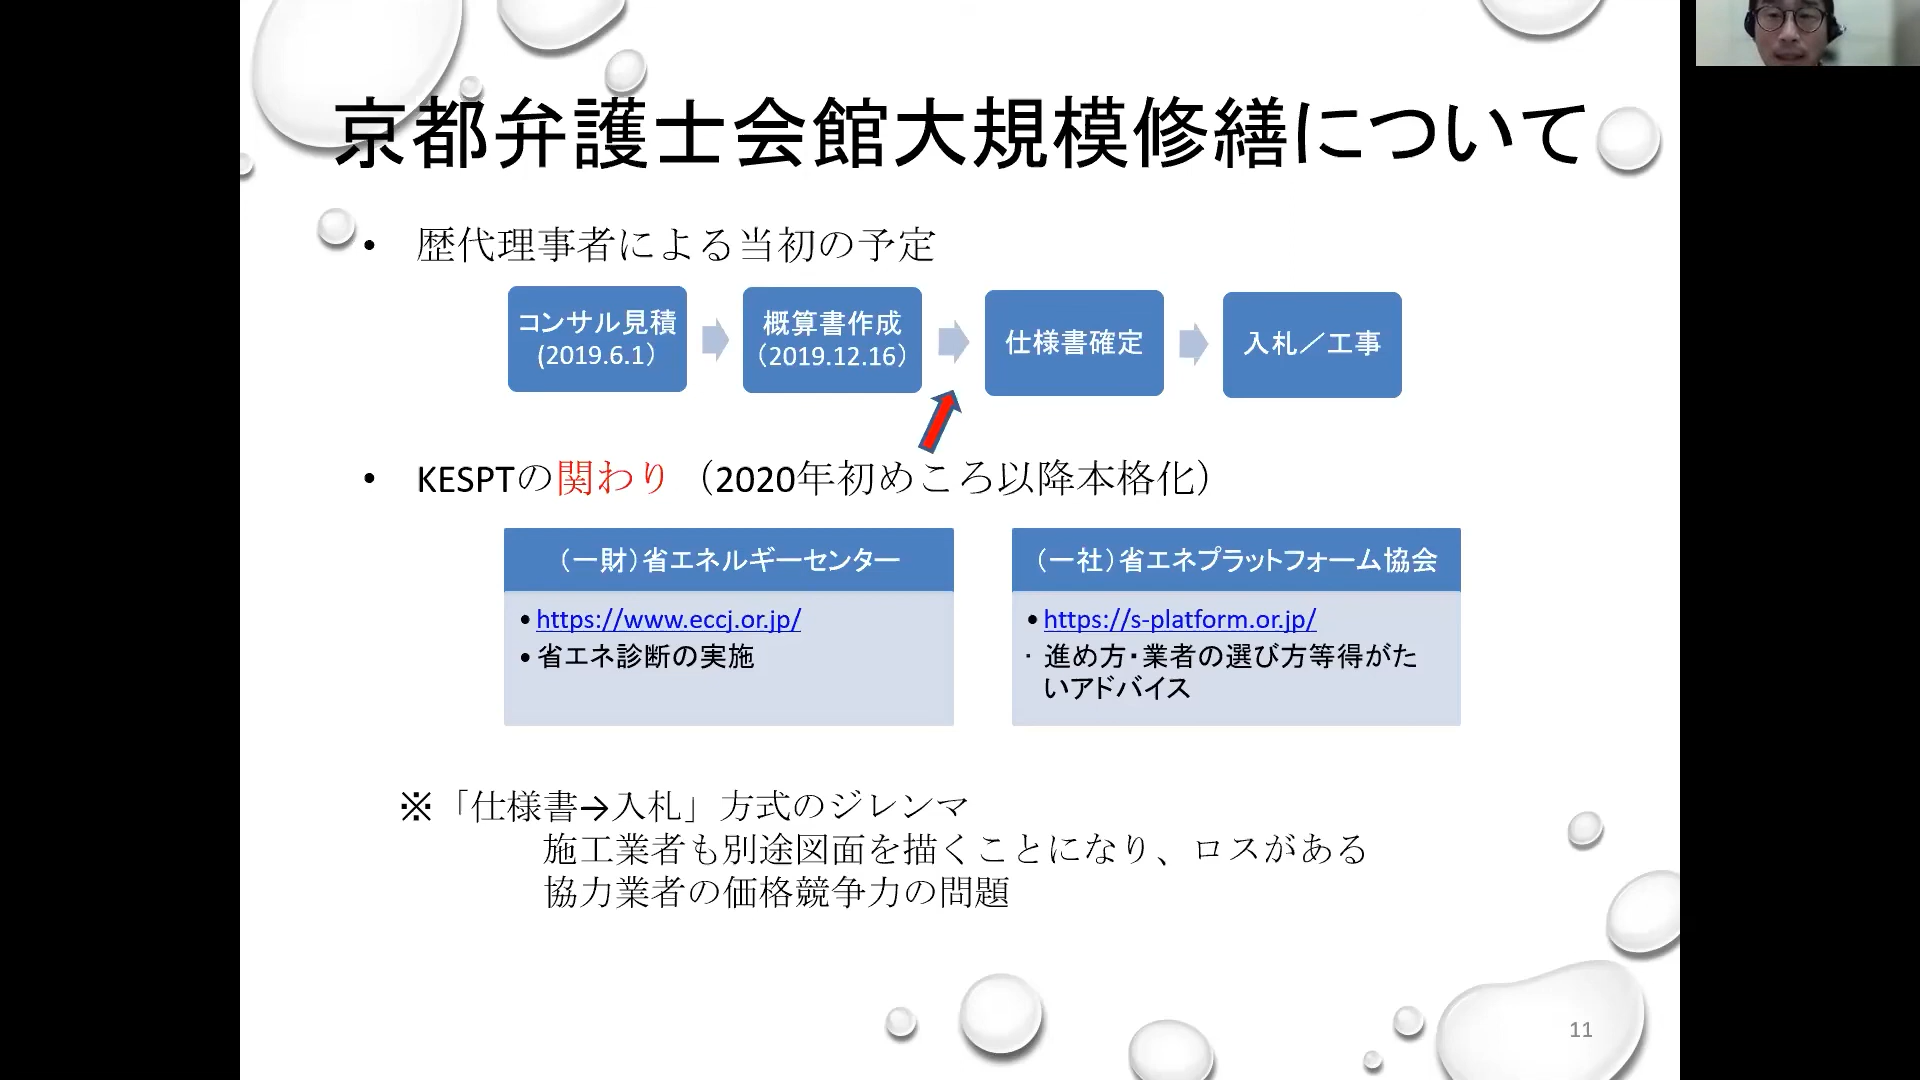 京都弁護士会館大規模修繕について
• 歴代理事者による当初の予定
コンサル見積
(2019.6.1)
概算書作成
(2019.12.16)
仕様書確定
入札／工事
• KESPTの関わり（2020年初めころ以降本格化）
（一財）省エネルギーセンター
• https://www.eccj.or.jp/
• 省エネ診断の実施
（一社）省エネプラットフォーム協会
• https://s-platform.or.jp/
・ 進め方・業者の選び方等得がた
いアドバイス
※「仕様書→入札」方式のジレンマ
施工業者も別途図面を描くことになり、ロスがある
協力業者の価格競争力の問題
11